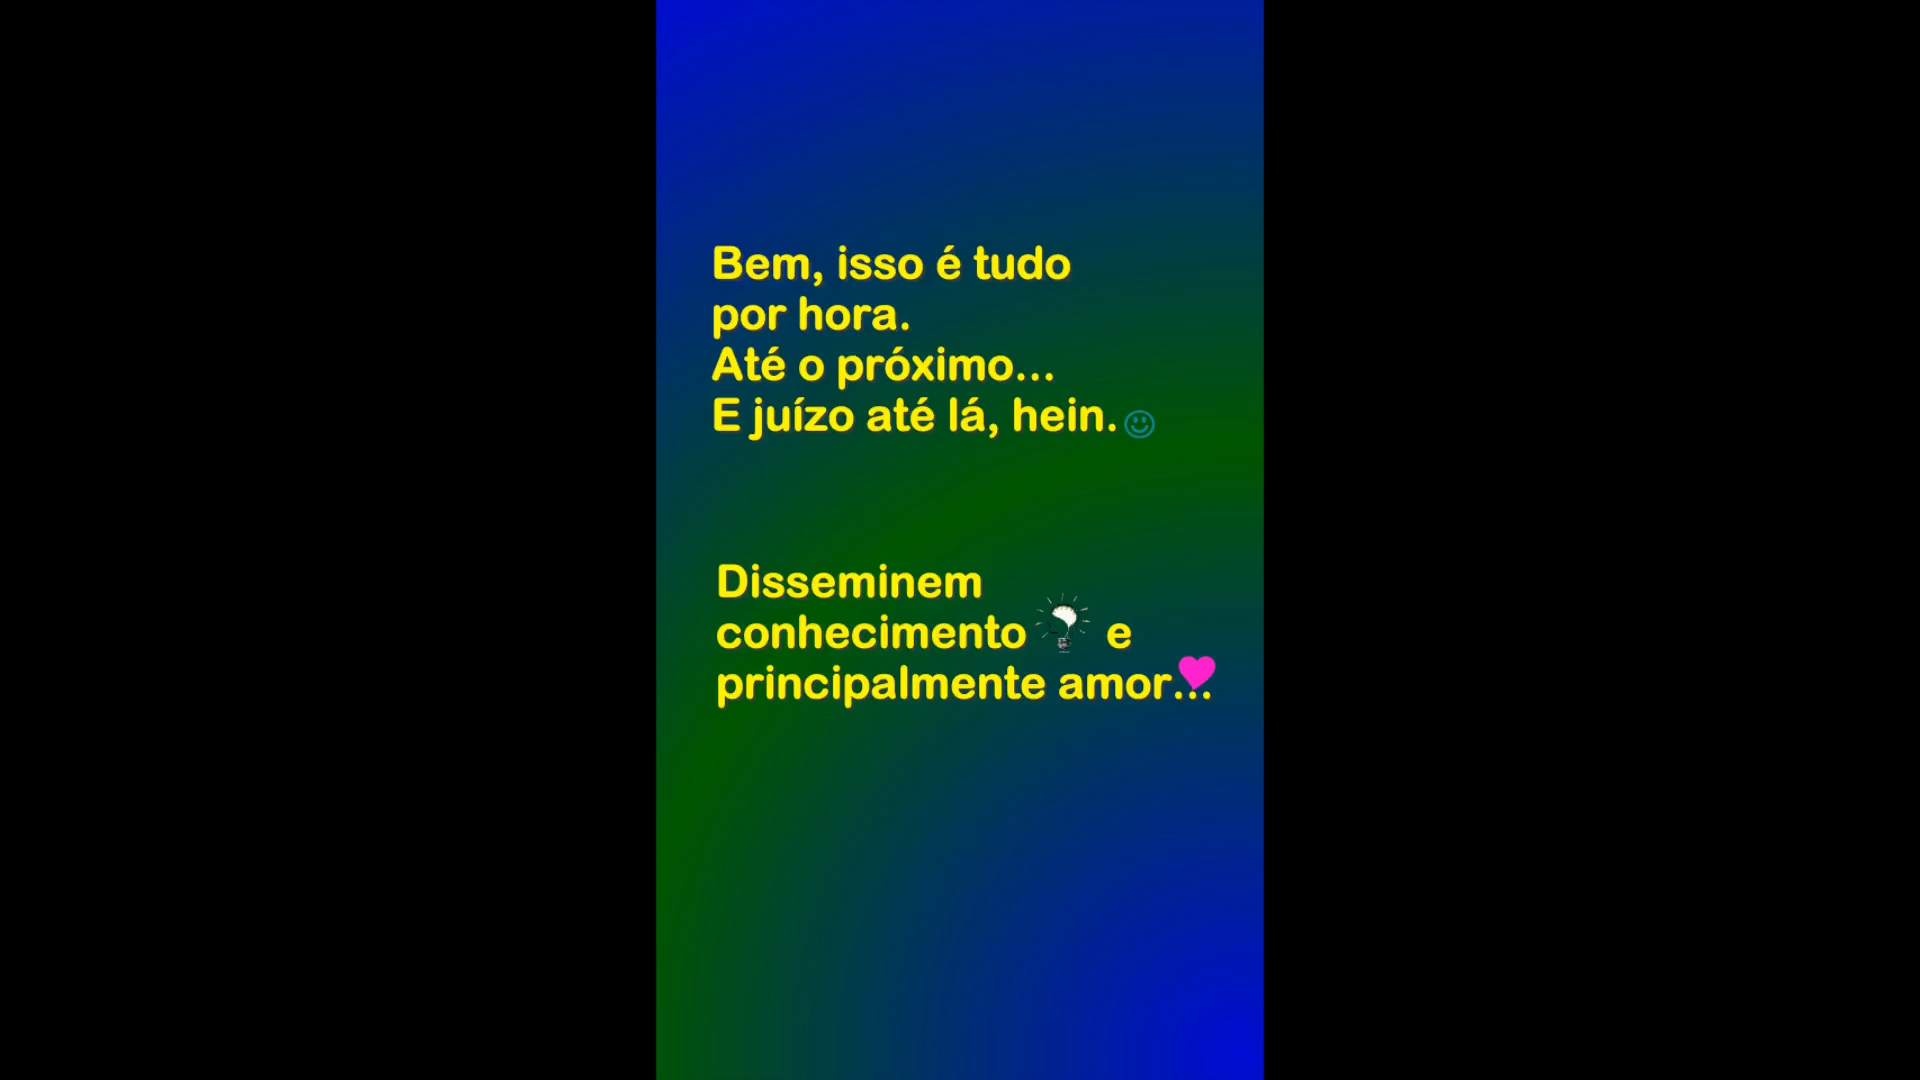 Bem, isso é tudo
por hora.
Até o próximo...
E juízo até lá, hein.
Disseminem
conhecimento e
principalmente amor...